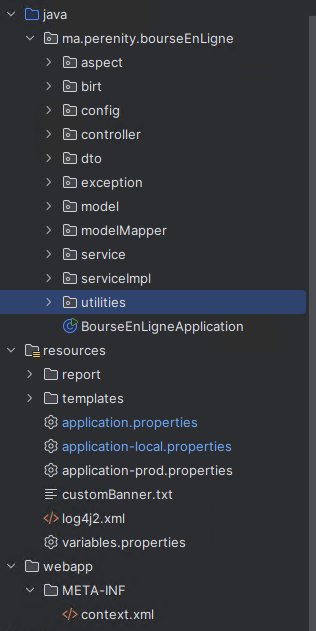 java
ma.perenity.bourseEnLigne
aspect
birt
config
controller
dto
exception
model
modelMapper
service
serviceImpl
utilities
BourseEnLigneApplication
resources
report
templates
application.properties
application-local.properties
application-prod.properties
customBanner.txt
log4j2.xml
variables.properties
webapp
META-INF
context.xml